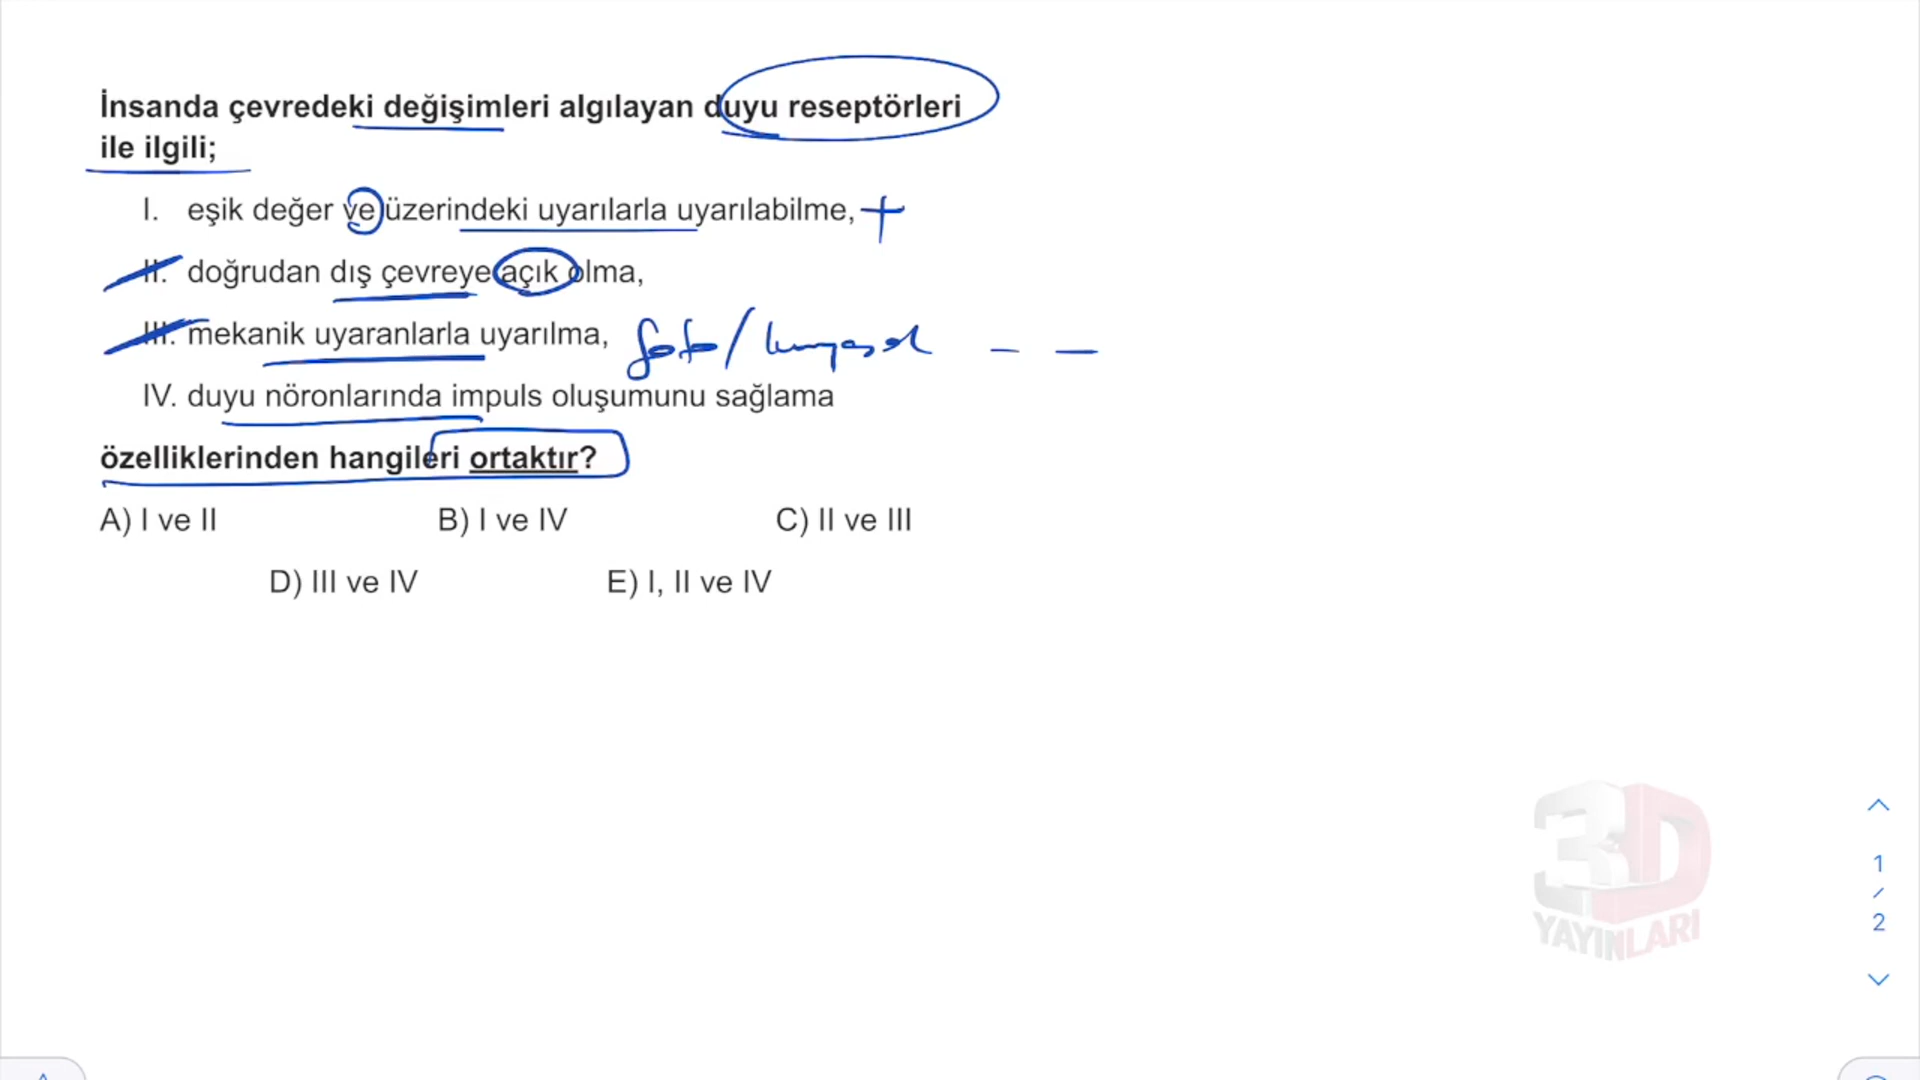 İnsanda çevredeki değişimleri algılayan duyu reseptörleri
ile ilgili;
I. eşik değer ve üzerindeki uyarılarla uyarılabilme, +
II. doğrudan dış çevreye açık olma,
III. mekanik uyaranlarla uyarılma, foto / kimyasal - -
IV. duyu nöronlarında impuls oluşumunu sağlama
özelliklerinden hangileri ortaktır?
A) I ve II B) I ve IV C) II ve III
D) III ve IV E) I, II ve IV
3D
YAYINLARI
1
/
2